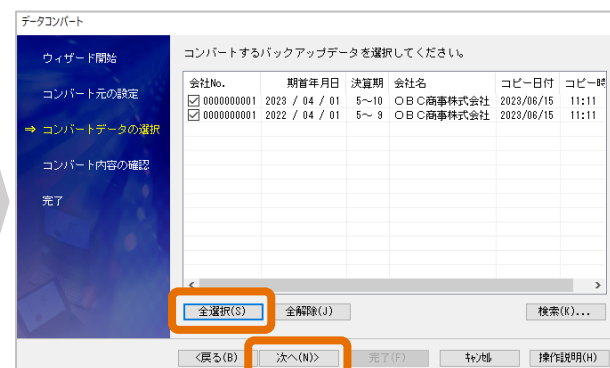 データコンバート
ウィザード開始
コンバート元の設定
⇒ コンバートデータの選択
コンバート内容の確認
完了
コンバートするバックアップデータを選択してください。
会社No. 期首年月日 決算期 会社名 コピー日付 コピー時
0000000001 2023 / 04 / 01 5～10 ＯＢＣ商事株式会社 2023/06/15 11:11
0000000001 2022 / 04 / 01 5～ 9 ＯＢＣ商事株式会社 2023/06/15 11:11
全選択(S) 全解除(J) 検索(K)...
<戻る(B) 次へ(N)> 完了(F) ｷｬﾝｾﾙ 操作説明(H)